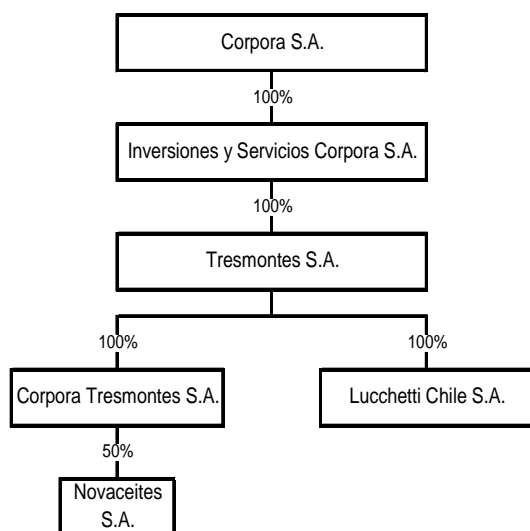 Corpora S.A.
100%
Inversiones y Servicios Corpora S.A.
100%
Tresmontes S.A.
100%
100%
Corpora Tresmontes S.A.
Lucchetti Chile S.A.
50%
Novaceites
S.A.